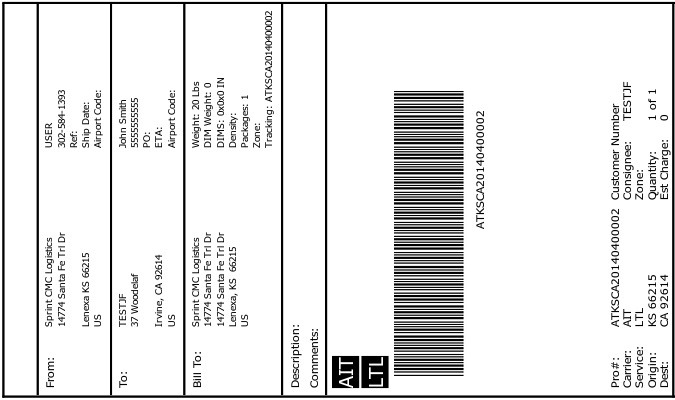 From:
Sprint CMC Logistics
14774 Santa Fe Trl Dr
Lenexa KS 66215
US
USER
302-584-1393
Ref:
Ship Date:
Airport Code:
To:
TESTJF
37 Woodelaf
Irvine, CA 92614
US
John Smith
5555555555
PO:
ETA:
Airport Code:
Bill To:
Sprint CMC Logistics
14774 Santa Fe Trl Dr
14774 Santa Fe Trl Dr
Lenexa, KS 66215
US
Weight: 20 Lbs
DIM Weight: 0
DIMS: 0x0x0 IN
Density:
Packages: 1
Zone:
Tracking: ATKSCA20140400002
Description:
Comments:
AIT
LTL
ATKSCA20140400002
Pro#: ATKSCA20140400002 Customer Number
Carrier: AIT Consignee: TESTJF
Service: LTL Zone:
Origin: KS 66215 Quantity: 1 of 1
Dest: CA 92614 Est Charge: 0